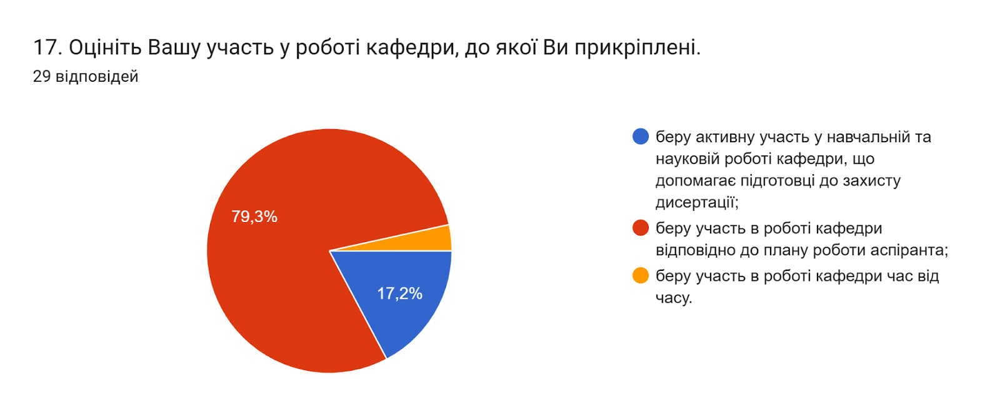 17. Оцініть Вашу участь у роботі кафедри, до якої Ви прикріплені.
29 відповідей
79,3%
17,2%
беру активну участь у навчальній та
науковій роботі кафедри, що
допомагає підготовці до захисту
дисертації;
беру участь в роботі кафедри
відповідно до плану роботи аспіранта;
беру участь в роботі кафедри час від
часу.